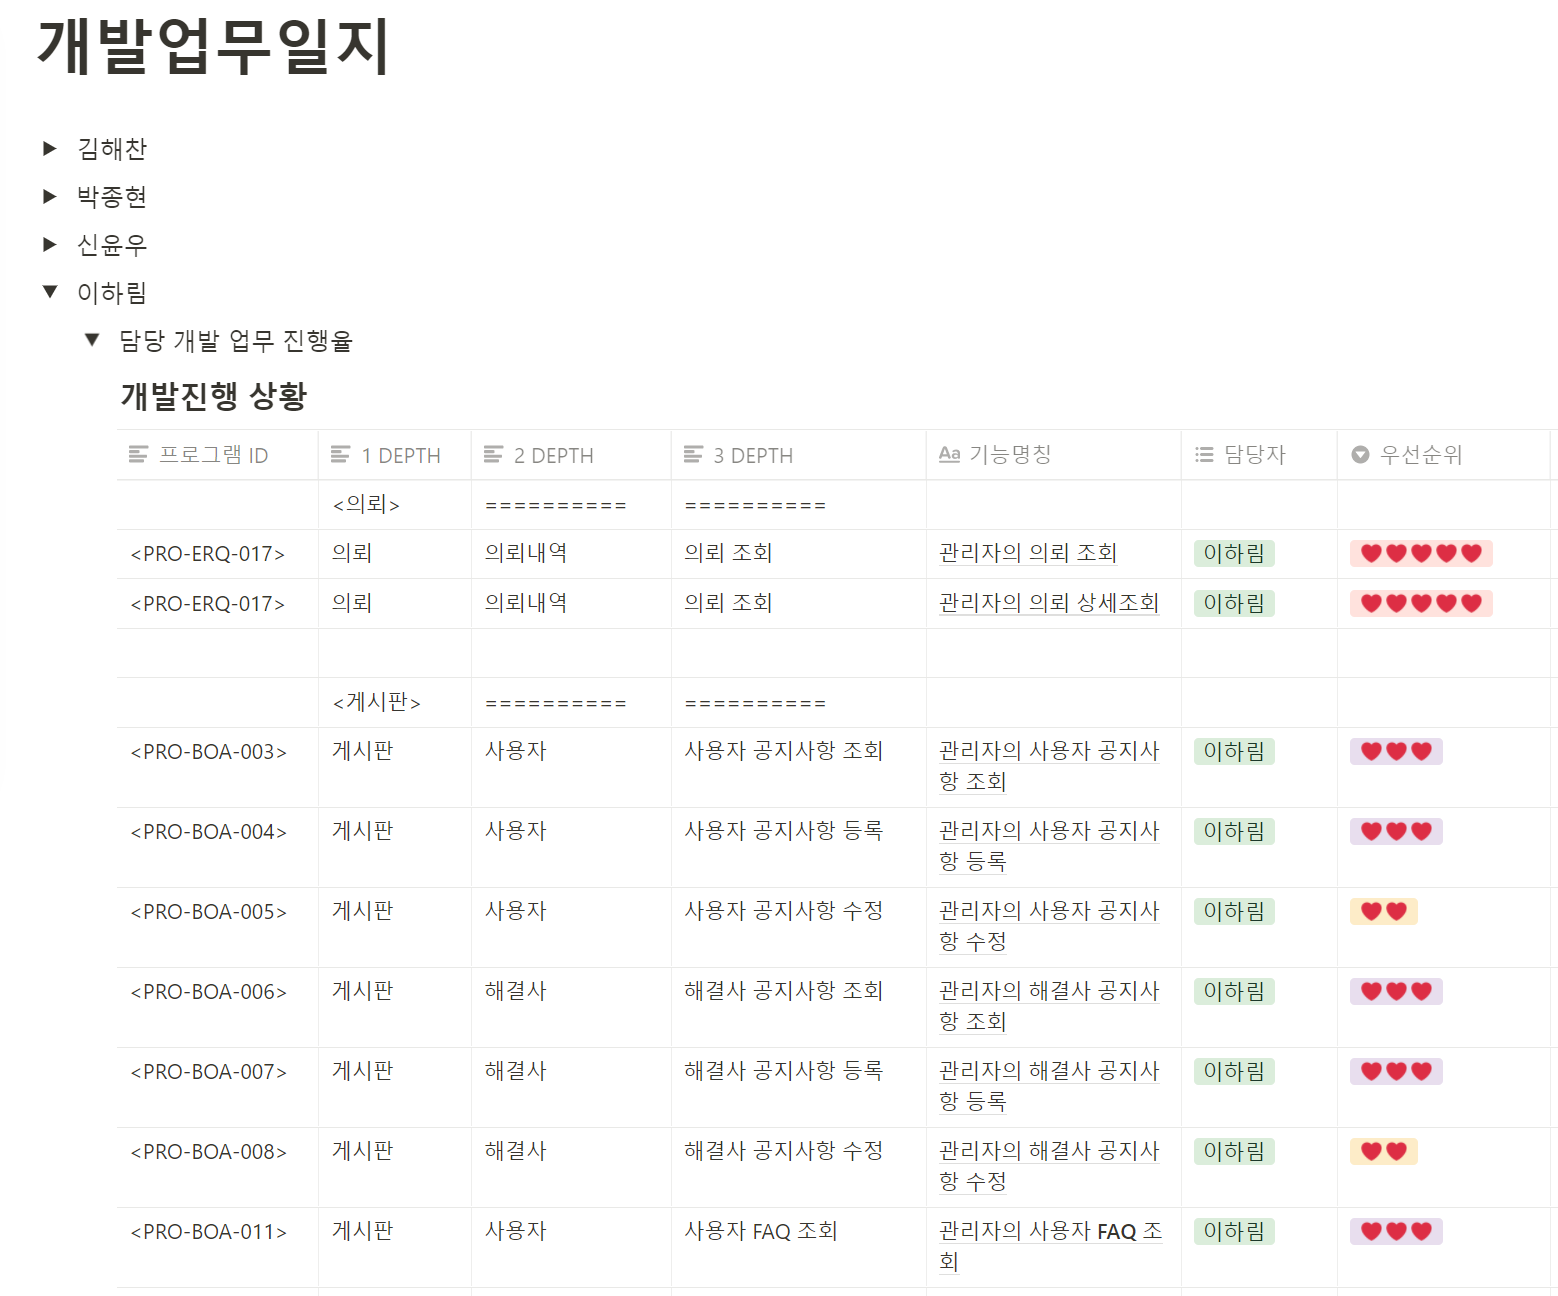 개발업무일지
김해찬
박종현
신윤우
이하림
담당 개발 업무 진행율
개발진행 상황
프로그램 ID 1 DEPTH 2 DEPTH 3 DEPTH Aa 기능명칭 담당자 우선순위
<의뢰> ========== ==========
<PRO-ERQ-017> 의뢰 의뢰내역 의뢰 조회 관리자의 의뢰 조회 이하림 ❤❤❤❤❤
<PRO-ERQ-017> 의뢰 의뢰내역 의뢰 조회 관리자의 의뢰 상세조회 이하림 ❤❤❤❤❤
<게시판> ========== ==========
<PRO-BOA-003> 게시판 사용자 사용자 공지사항 조회 관리자의 사용자 공지사 이하림 ❤❤❤
항 조회
<PRO-BOA-004> 게시판 사용자 사용자 공지사항 등록 관리자의 사용자 공지사 이하림 ❤❤❤
항 등록
<PRO-BOA-005> 게시판 사용자 사용자 공지사항 수정 관리자의 사용자 공지사 이하림 ❤❤
항 수정
<PRO-BOA-006> 게시판 해결사 해결사 공지사항 조회 관리자의 해결사 공지사 이하림 ❤❤❤
항 조회
<PRO-BOA-007> 게시판 해결사 해결사 공지사항 등록 관리자의 해결사 공지사 이하림 ❤❤❤
항 등록
<PRO-BOA-008> 게시판 해결사 해결사 공지사항 수정 관리자의 해결사 공지사 이하림 ❤❤
항 수정
<PRO-BOA-011> 게시판 사용자 사용자 FAQ 조회 관리자의 사용자 FAQ 조 이하림 ❤❤❤
회